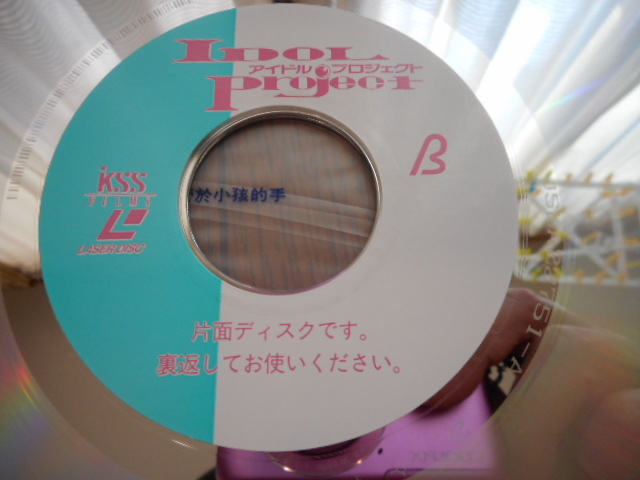 IDOL
アイドル・プロジェクト
Project
β
KSS
FILMS
LASER DISC
於小孩的手
片面ディスクです。
裏返してお使いください。